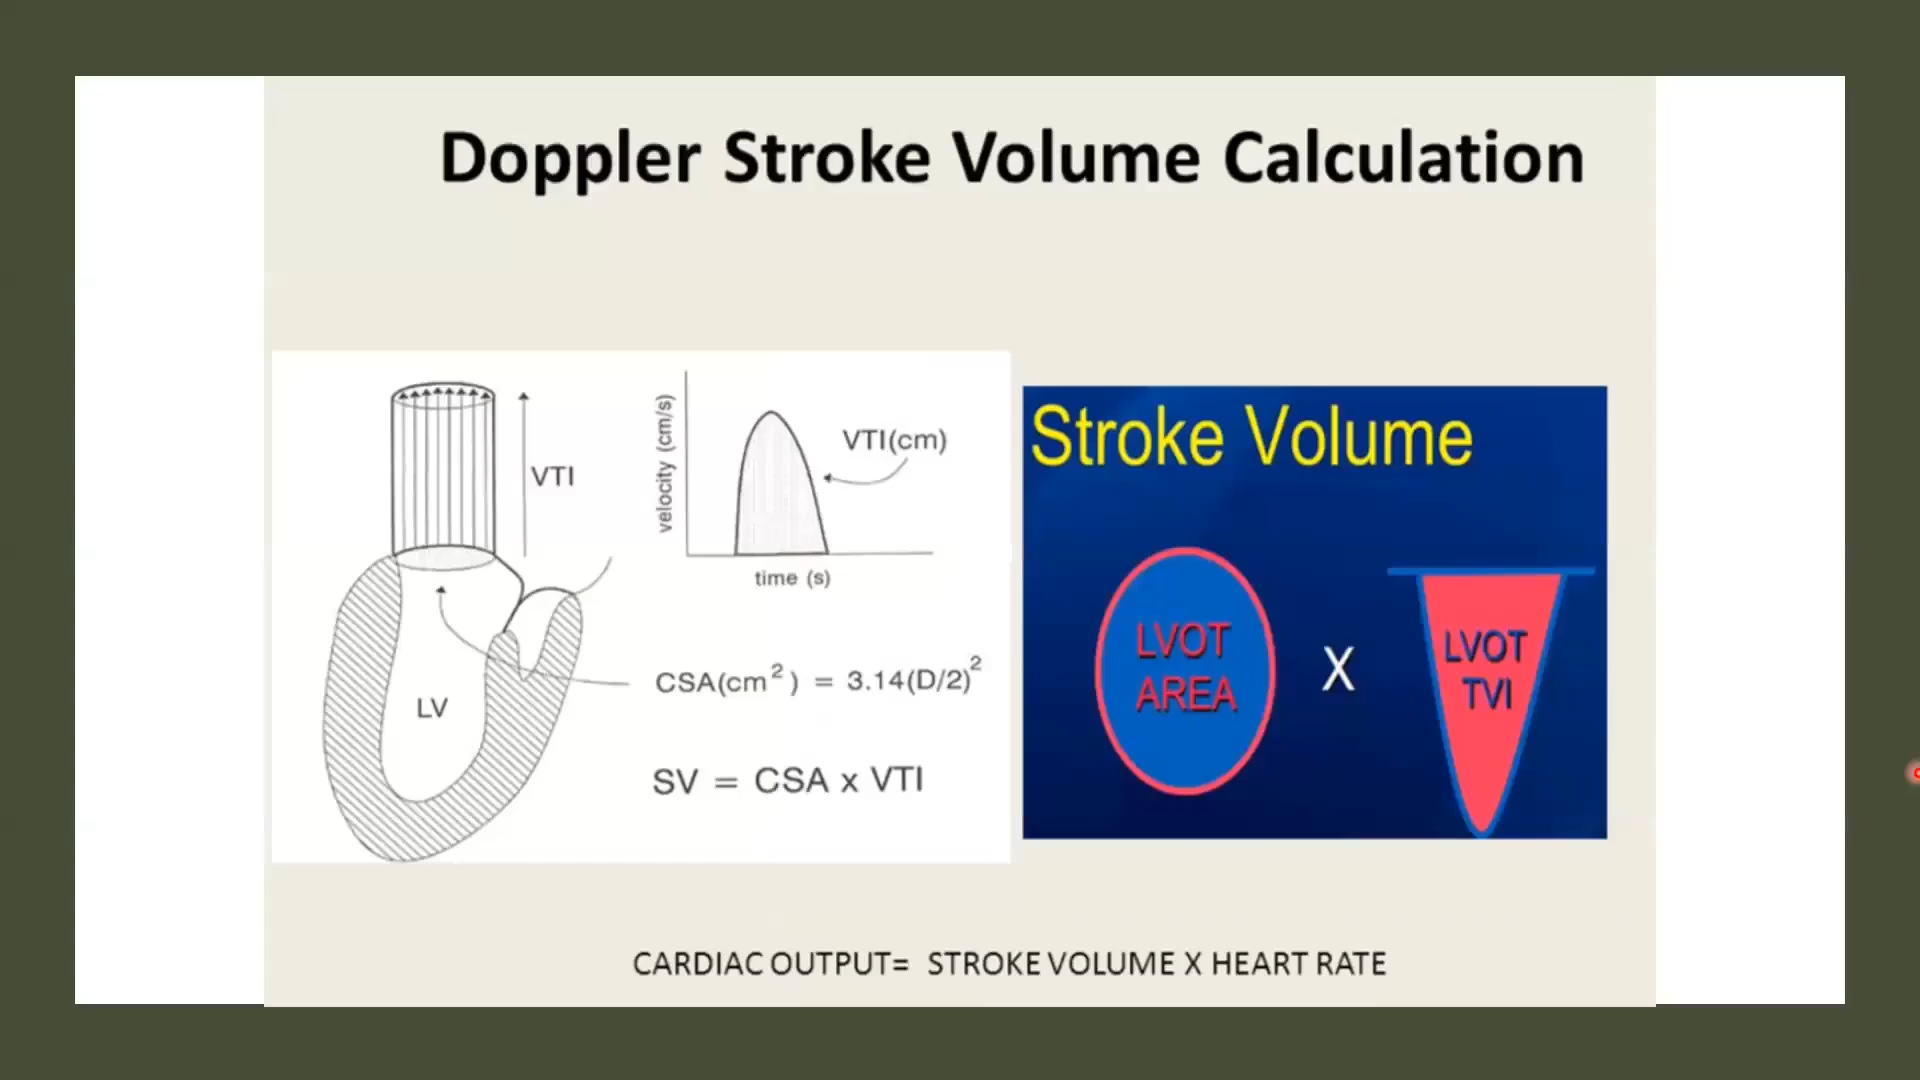 Doppler Stroke Volume Calculation
VTI
velocity (cm/s)
VTI(cm)
time (s)
LV
CSA(cm²) = 3.14(D/2)²
SV = CSA x VTI
Stroke Volume
LVOT
AREA
X
LVOT
TVI
CARDIAC OUTPUT= STROKE VOLUME X HEART RATE